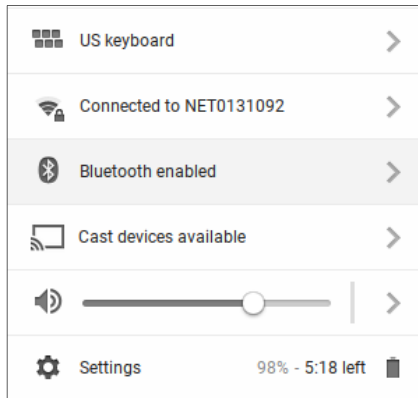 US keyboard
Connected to NET0131092
Bluetooth enabled
Cast devices available
Settings 98% - 5:18 left